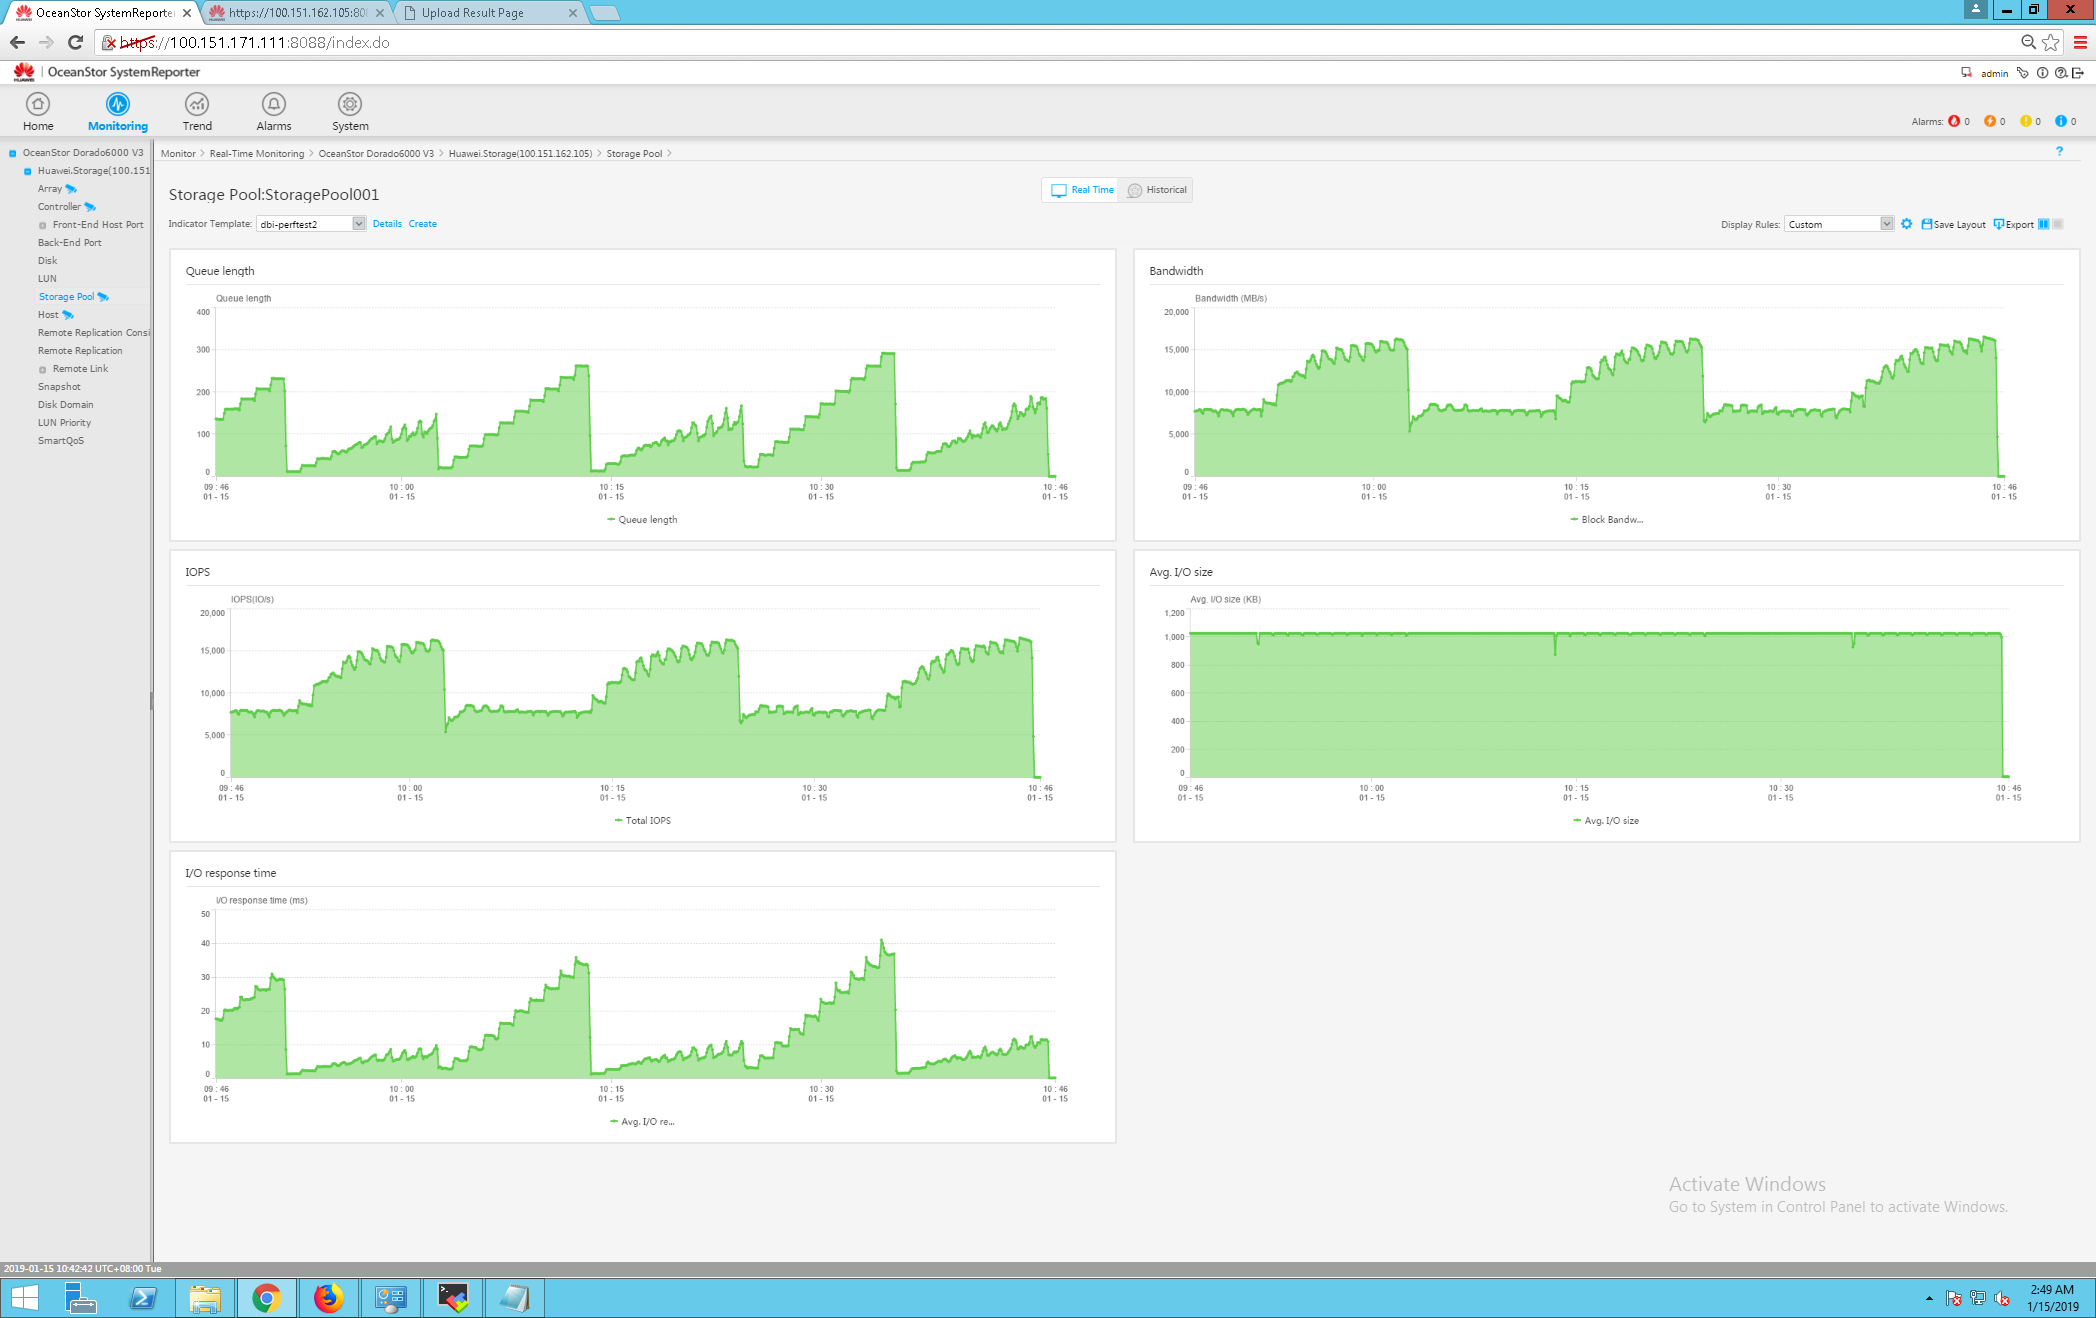 OceanStor SystemReporte
https://100.151.162.105:808
Upload Result Page
https://100.151.171.111:8088/index.do
HUAWEI | OceanStor SystemReporter
admin
Home
Monitoring
Trend
Alarms
System
Alarms: 0 0 0 0
OceanStor Dorado6000 V3
Huawei.Storage(100.151
Array
Controller
Front-End Host Port
Back-End Port
Disk
LUN
Storage Pool
Host
Remote Replication Consi
Remote Replication
Remote Link
Snapshot
Disk Domain
LUN Priority
SmartQoS
Monitor > Real-Time Monitoring > OceanStor Dorado6000 V3 > Huawei.Storage(100.151.162.105) > Storage Pool >
?
Storage Pool:StoragePool001
Real Time
Historical
Indicator Template: dbi-perftest2 Details Create
Display Rules: Custom Save Layout Export
Queue length
Queue length
400
300
200
100
0
09 : 46 10 : 00 10 : 15 10 : 30 10 : 46
01 - 15 01 - 15 01 - 15 01 - 15 01 - 15
Queue length
Bandwidth
Bandwidth (MB/s)
20,000
15,000
10,000
5,000
0
09 : 46 10 : 00 10 : 15 10 : 30 10 : 46
01 - 15 01 - 15 01 - 15 01 - 15 01 - 15
Block Bandw...
IOPS
IOPS(IO/s)
20,000
15,000
10,000
5,000
0
09 : 46 10 : 00 10 : 15 10 : 30 10 : 46
01 - 15 01 - 15 01 - 15 01 - 15 01 - 15
Total IOPS
Avg. I/O size
Avg. I/O size (KB)
1,200
1,000
800
600
400
200
0
09 : 46 10 : 00 10 : 15 10 : 30 10 : 46
01 - 15 01 - 15 01 - 15 01 - 15 01 - 15
Avg. I/O size
I/O response time
I/O response time (ms)
50
40
30
20
10
0
09 : 46 10 : 00 10 : 15 10 : 30 10 : 46
01 - 15 01 - 15 01 - 15 01 - 15 01 - 15
Avg. I/O re...
Activate Windows
Go to System in Control Panel to activate Windows.
2019-01-15 10:42:42 UTC+08:00 Tue
2:49 AM
1/15/2019